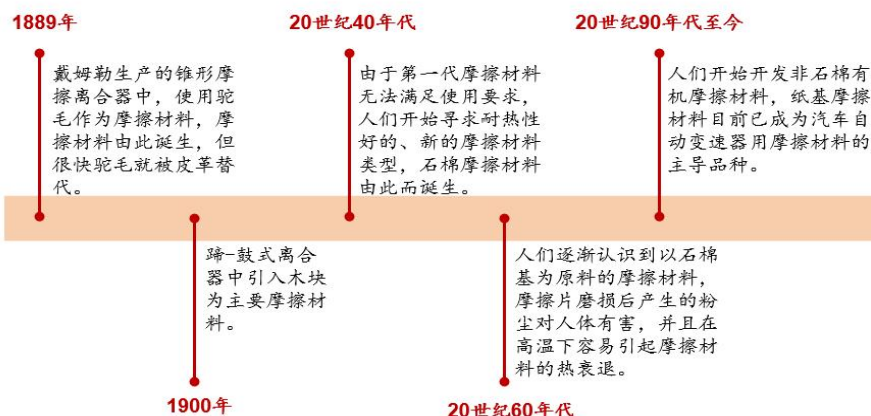 1889年
戴姆勒生产的锥形摩
擦离合器中，使用驼
毛作为摩擦材料，摩
擦材料由此诞生，但
很快驼毛就被皮革替
代。
蹄-鼓式离合
器中引入木块
为主要摩擦材
料。
1900年
20世纪40年代
由于第一代摩擦材料
无法满足使用要求，
人们开始寻求耐热性
好的、新的摩擦材料
类型，石棉摩擦材料
由此而诞生。
人们逐渐认识到以石棉
基为原料的摩擦材料，
摩擦片磨损后产生的粉
尘对人体有害，并且在
高温下容易引起摩擦材
料的热衰退。
20世纪60年代
20世纪90年代至今
人们开始开发非石棉有
机摩擦材料，纸基摩擦
材料目前已成为汽车自
动变速器用摩擦材料的
主导品种。